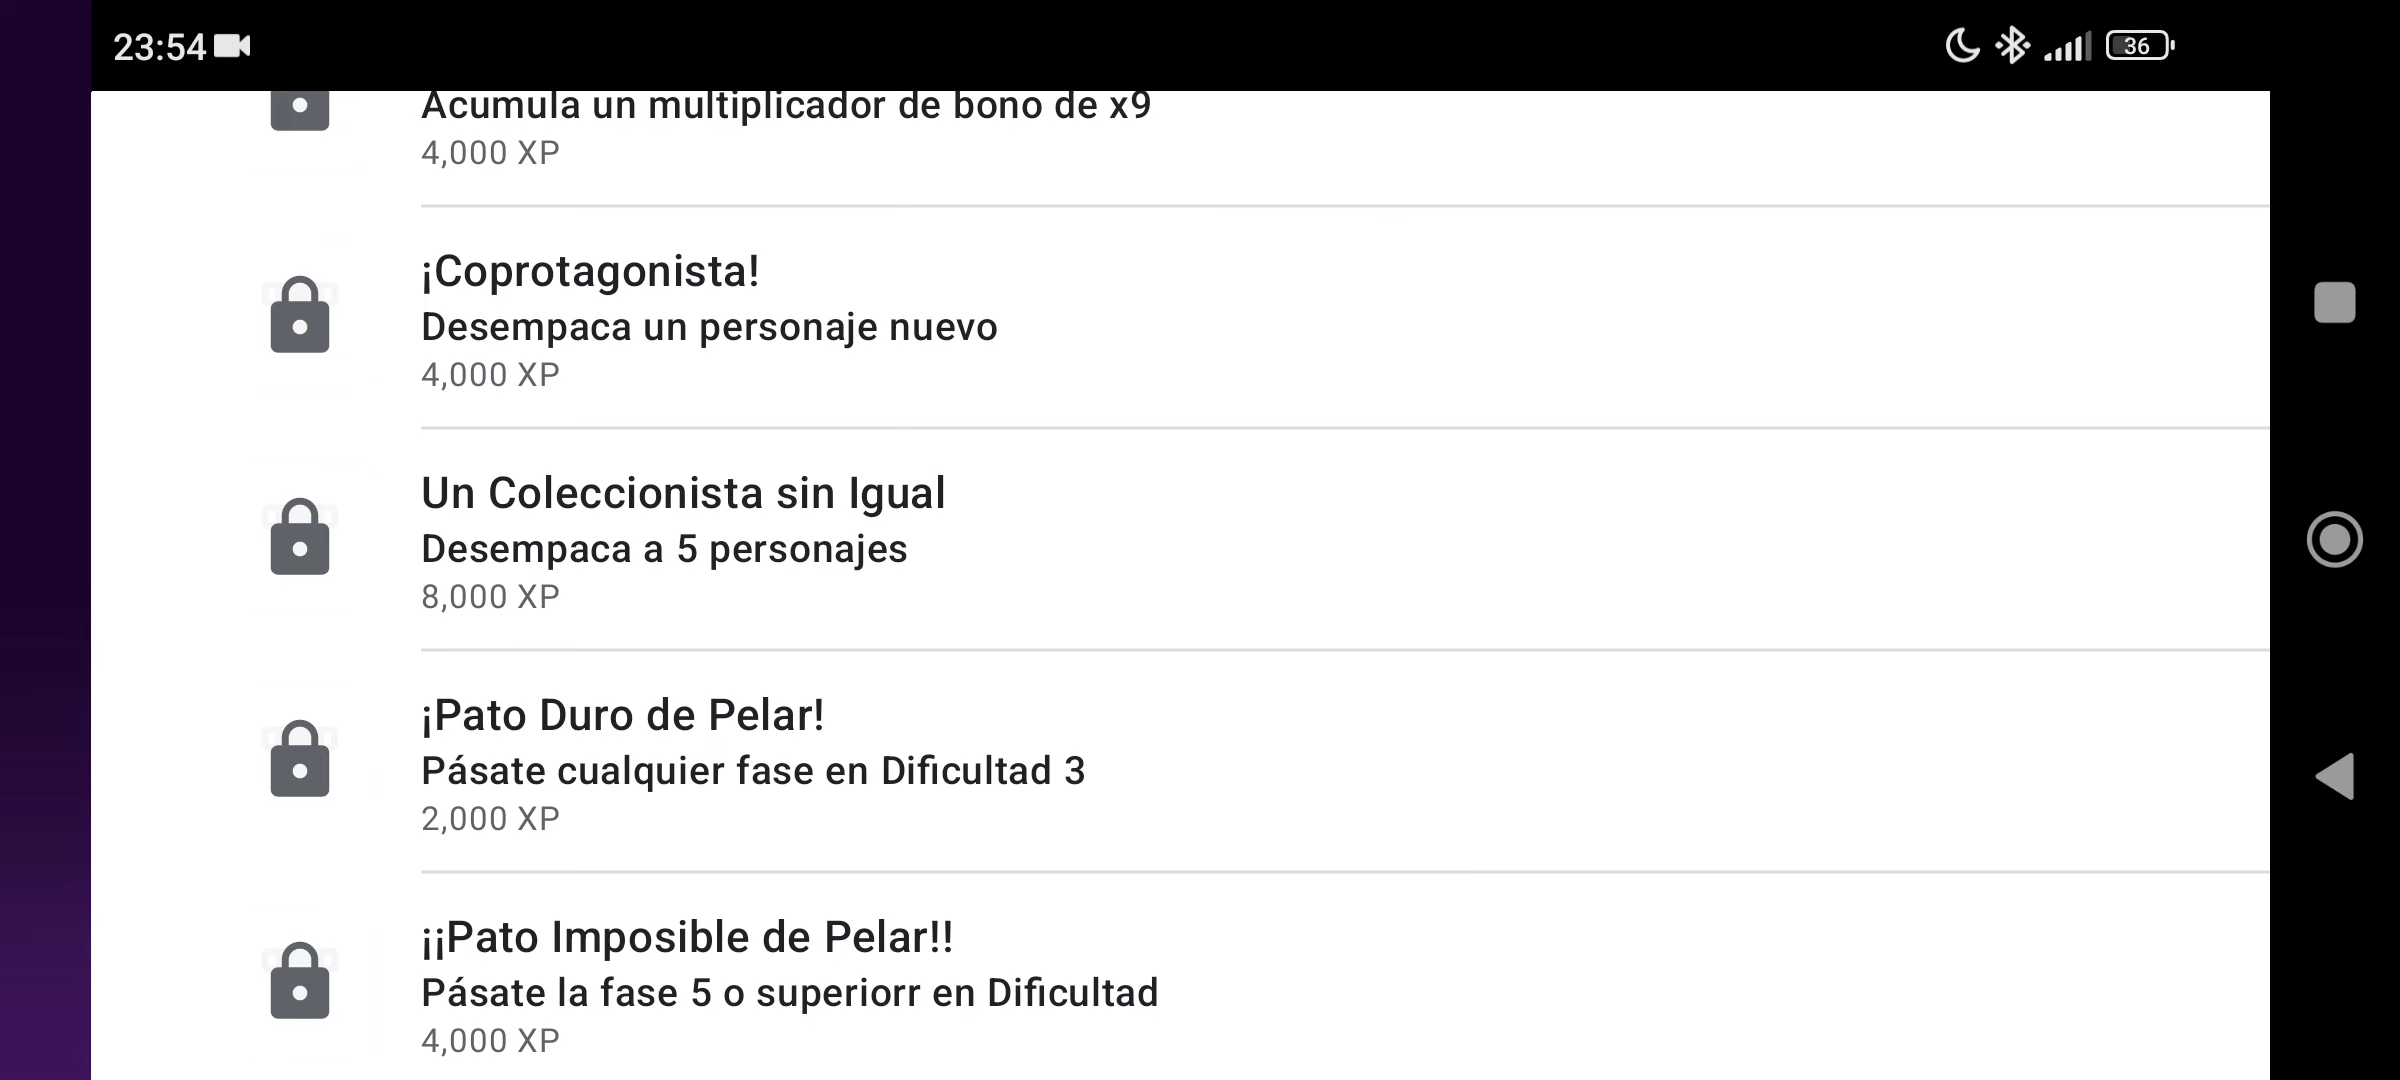 23:54
36
Acumula un multiplicador de bono de x9
4,000 XP
¡Coprotagonista!
Desempaca un personaje nuevo
4,000 XP
Un Coleccionista sin Igual
Desempaca a 5 personajes
8,000 XP
¡Pato Duro de Pelar!
Pásate cualquier fase en Dificultad 3
2,000 XP
¡¡Pato Imposible de Pelar!!
Pásate la fase 5 o superiorr en Dificultad
4,000 XP